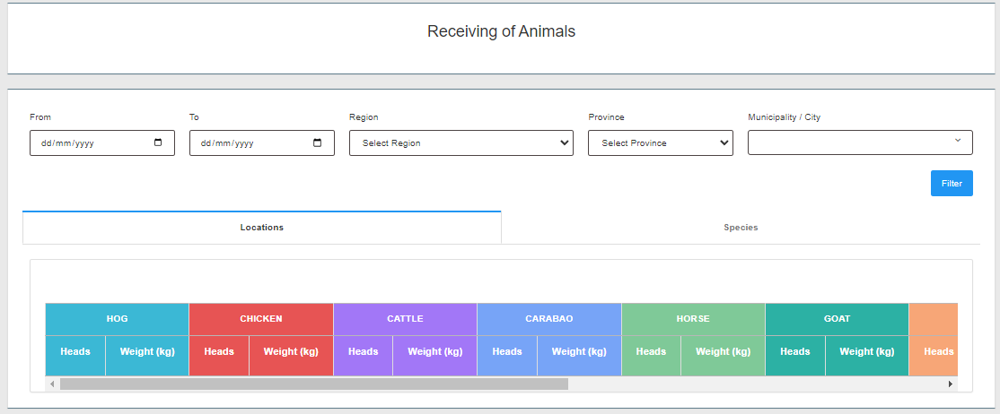 Receiving of Animals
From To Region Province Municipality / City
dd/mm/yyyy dd/mm/yyyy Select Region Select Province
Filter
Locations Species
HOG CHICKEN CATTLE CARABAO HORSE GOAT
Heads Weight (kg) Heads Weight (kg) Heads Weight (kg) Heads Weight (kg) Heads Weight (kg) Heads Weight (kg) Heads